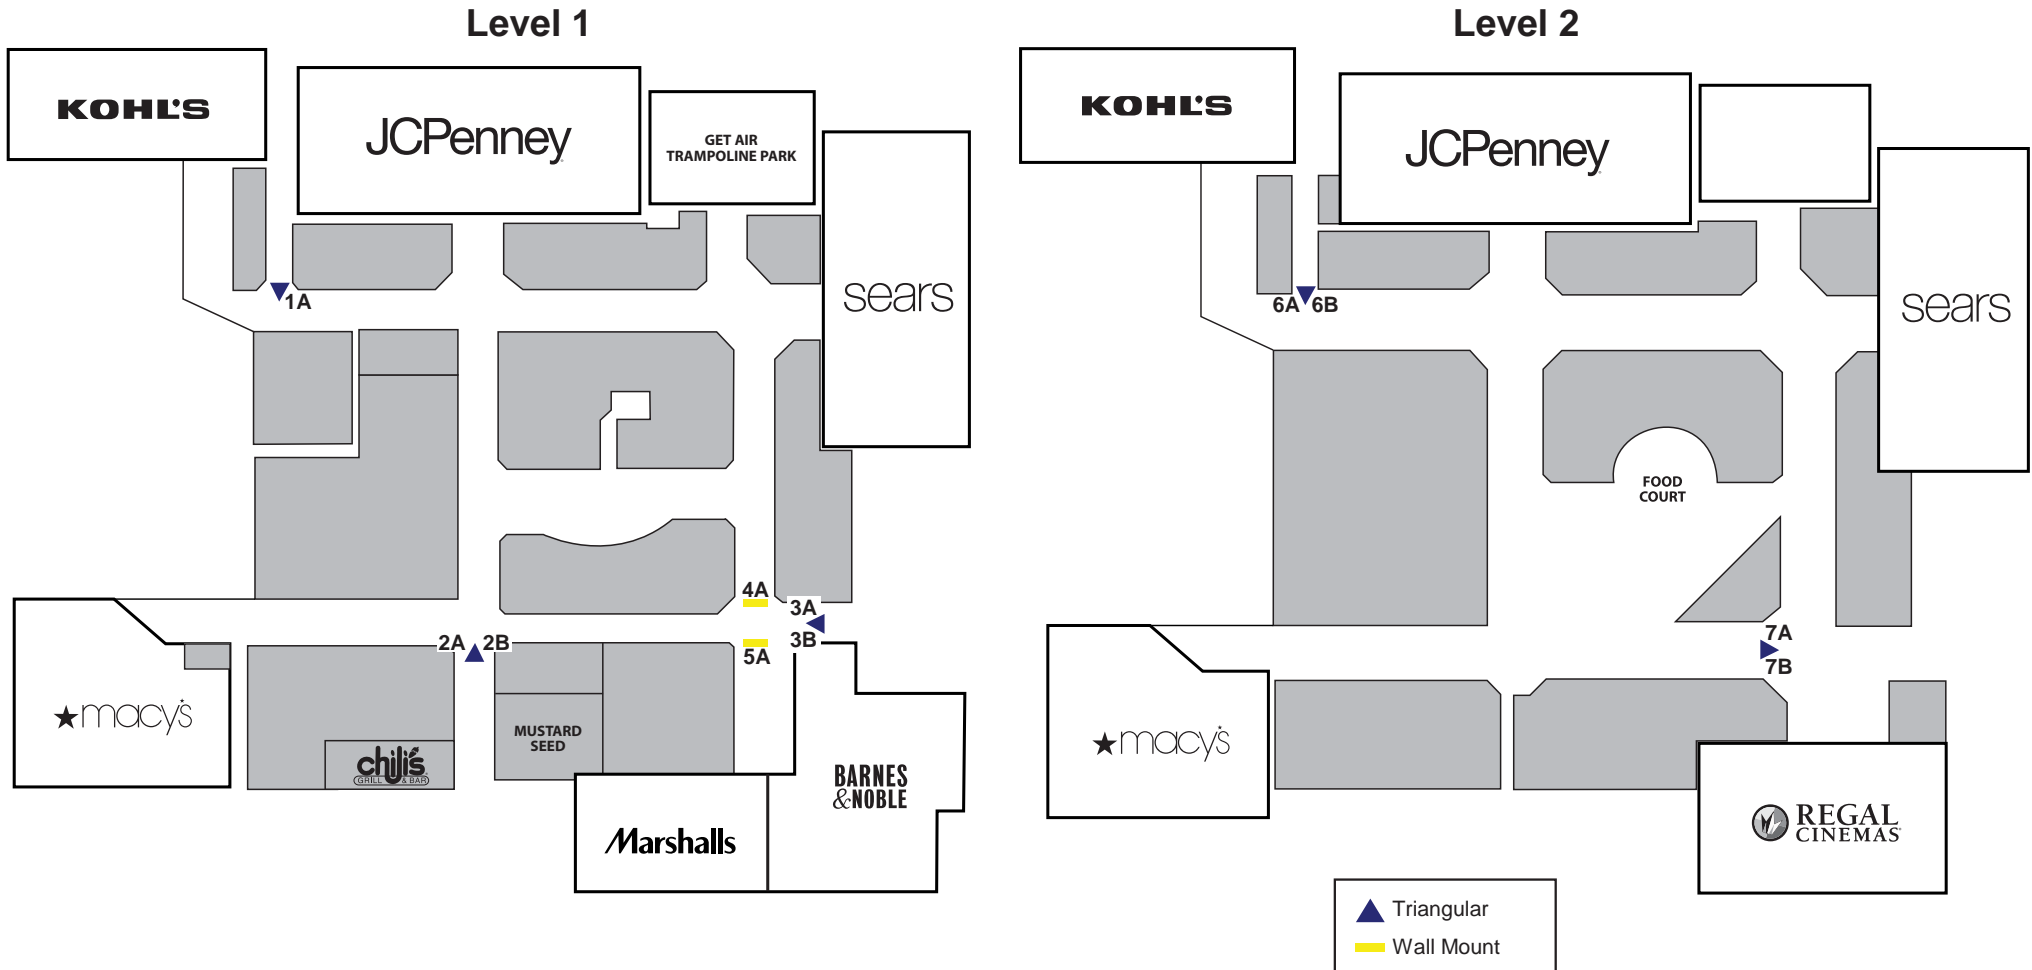 Level 1
KOHL'S
JCPenney
GET AIR
TRAMPOLINE PARK
sears
1A
4A
3A
2A 2B
3B
5A
macy's
MUSTARD
SEED
chili's
GRILL & BAR
BARNES
&NOBLE
Marshalls
Level 2
KOHL'S
JCPenney
sears
6A 6B
FOOD
COURT
7A
7B
macy's
REGAL
CINEMAS
Triangular
Wall Mount